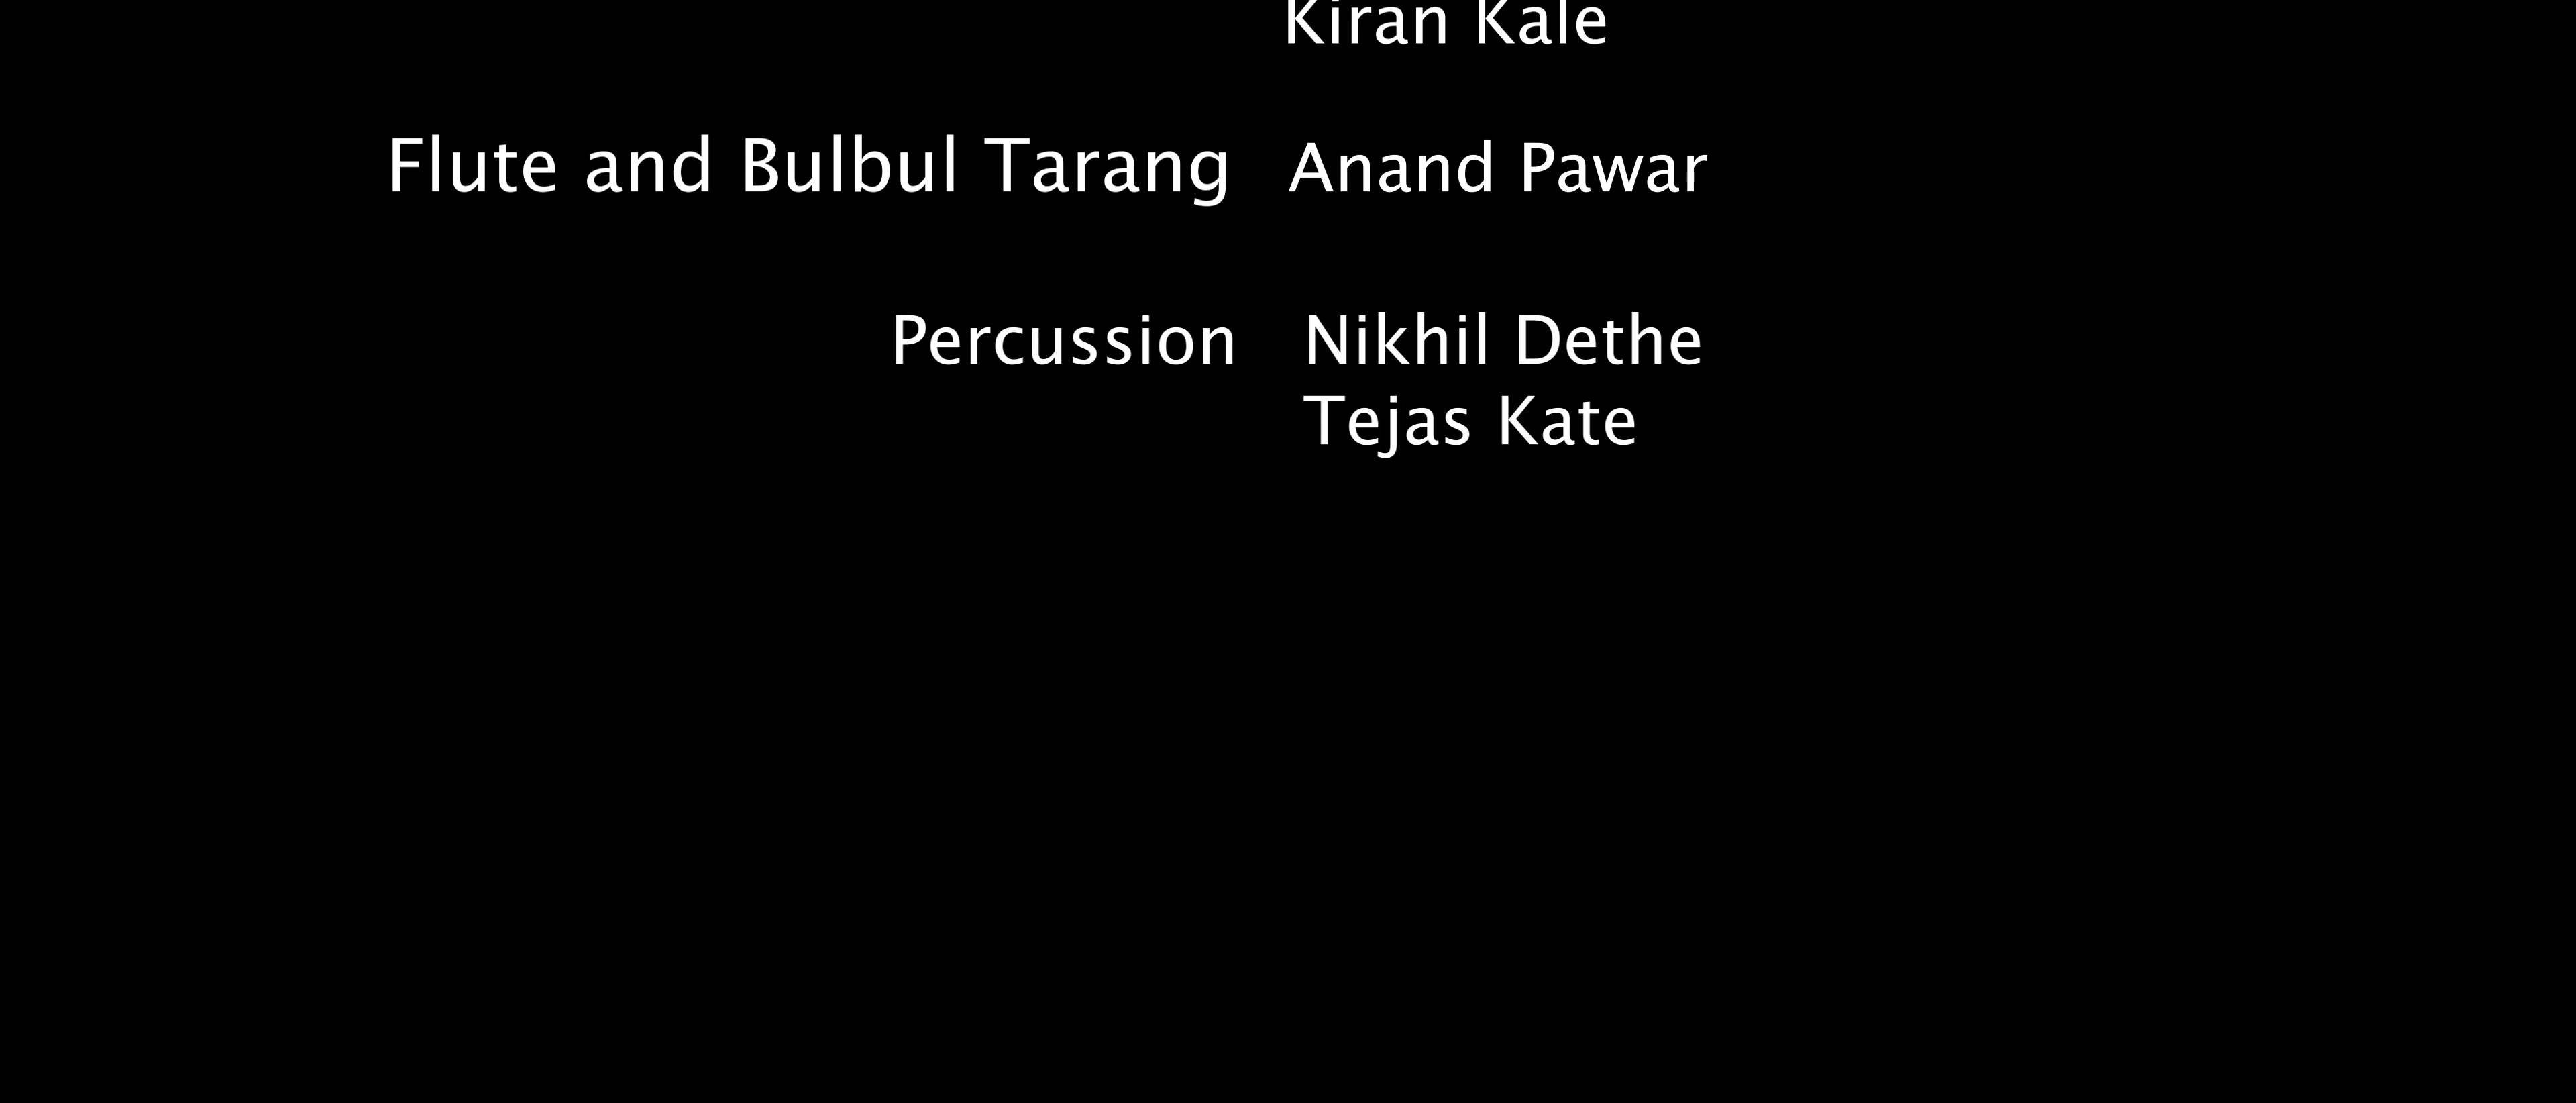 Kiran Kale
Flute and Bulbul Tarang Anand Pawar
Percussion Nikhil Dethe
Tejas Kate